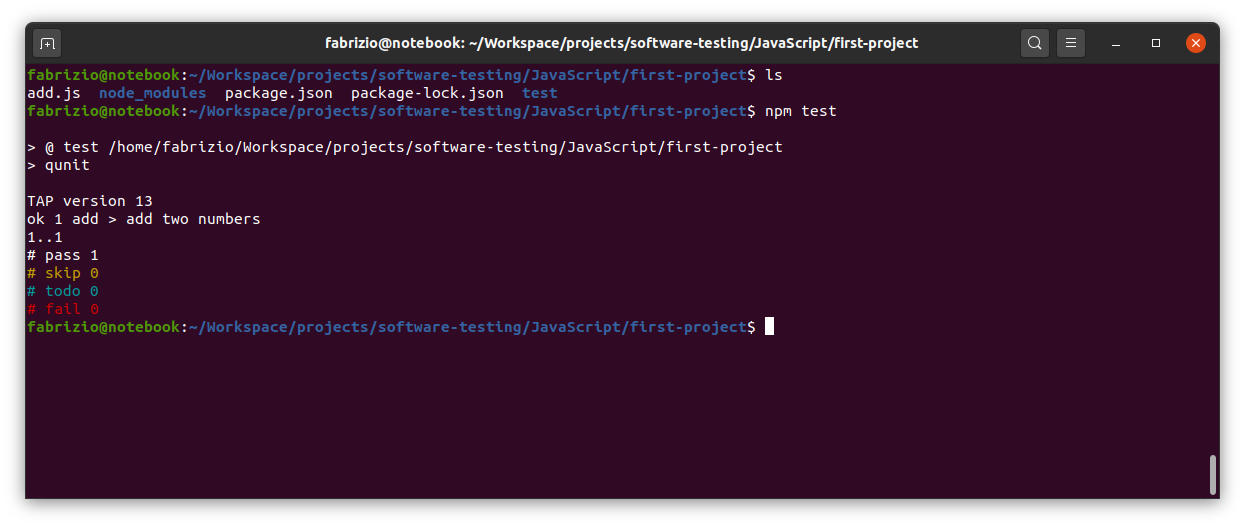 fabrizio@notebook: ~/Workspace/projects/software-testing/JavaScript/first-project
fabrizio@notebook:~/Workspace/projects/software-testing/JavaScript/first-project$ ls
add.js  node_modules  package.json  package-lock.json  test
fabrizio@notebook:~/Workspace/projects/software-testing/JavaScript/first-project$ npm test
> @ test /home/fabrizio/Workspace/projects/software-testing/JavaScript/first-project
> qunit
TAP version 13
ok 1 add > add two numbers
1..1
# pass 1
# skip 0
# todo 0
# fail 0
fabrizio@notebook:~/Workspace/projects/software-testing/JavaScript/first-project$